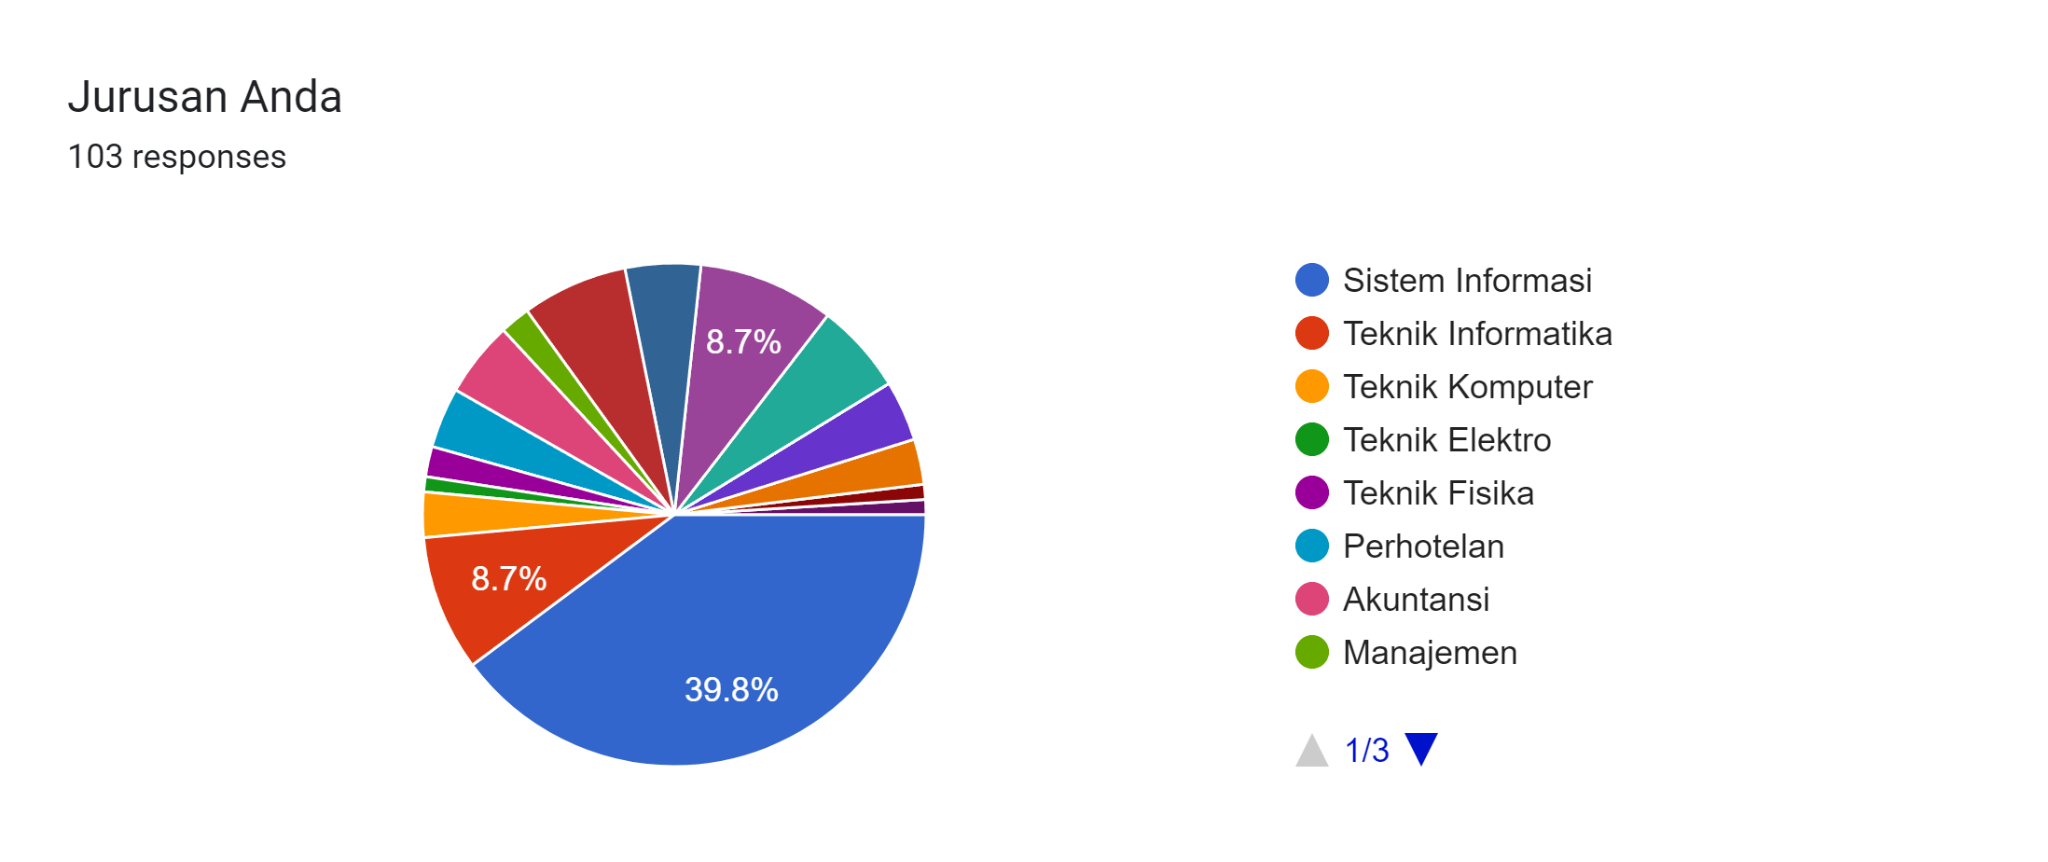 Jurusan Anda
103 responses
8.7%
8.7%
39.8%
Sistem Informasi
Teknik Informatika
Teknik Komputer
Teknik Elektro
Teknik Fisika
Perhotelan
Akuntansi
Manajemen
1/3